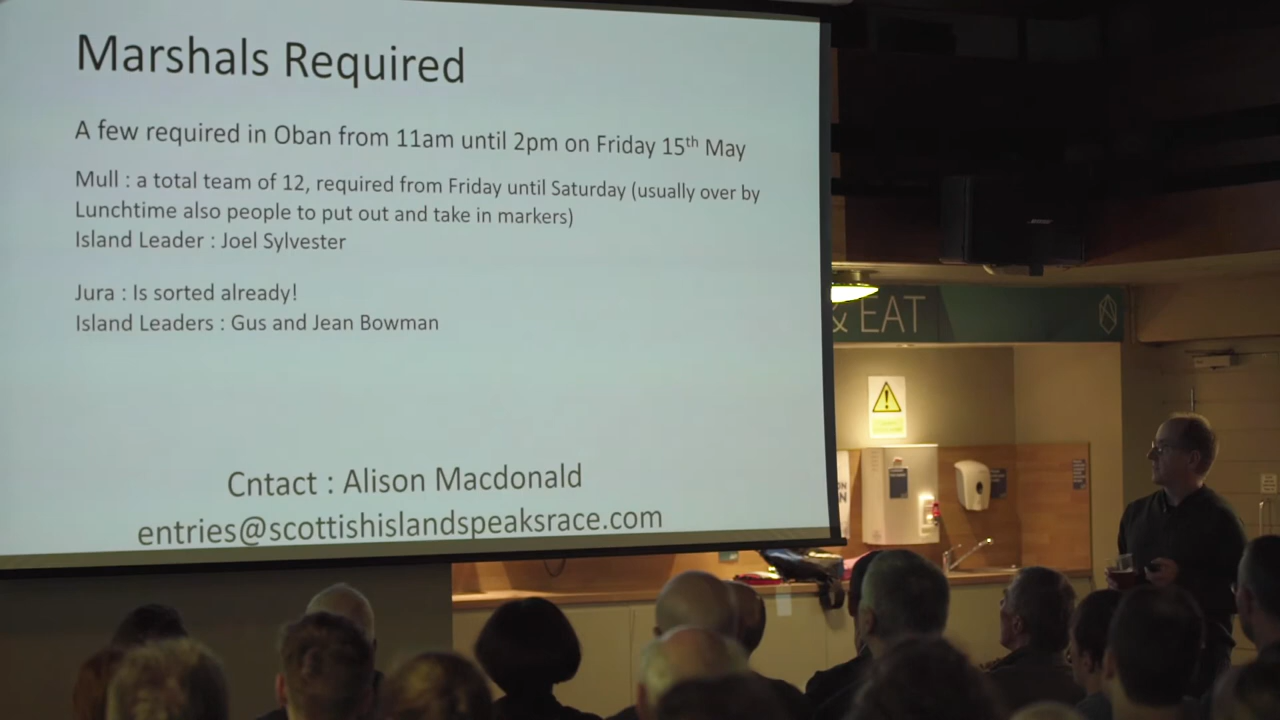 Marshals Required
A few required in Oban from 11am until 2pm on Friday 15th May
Mull : a total team of 12, required from Friday until Saturday (usually over by
Lunchtime also people to put out and take in markers)
Island Leader : Joel Sylvester
Jura : Is sorted already!
Island Leaders : Gus and Jean Bowman
Cntact : Alison Macdonald
entries@scottishislandspeaksrace.com
& EAT